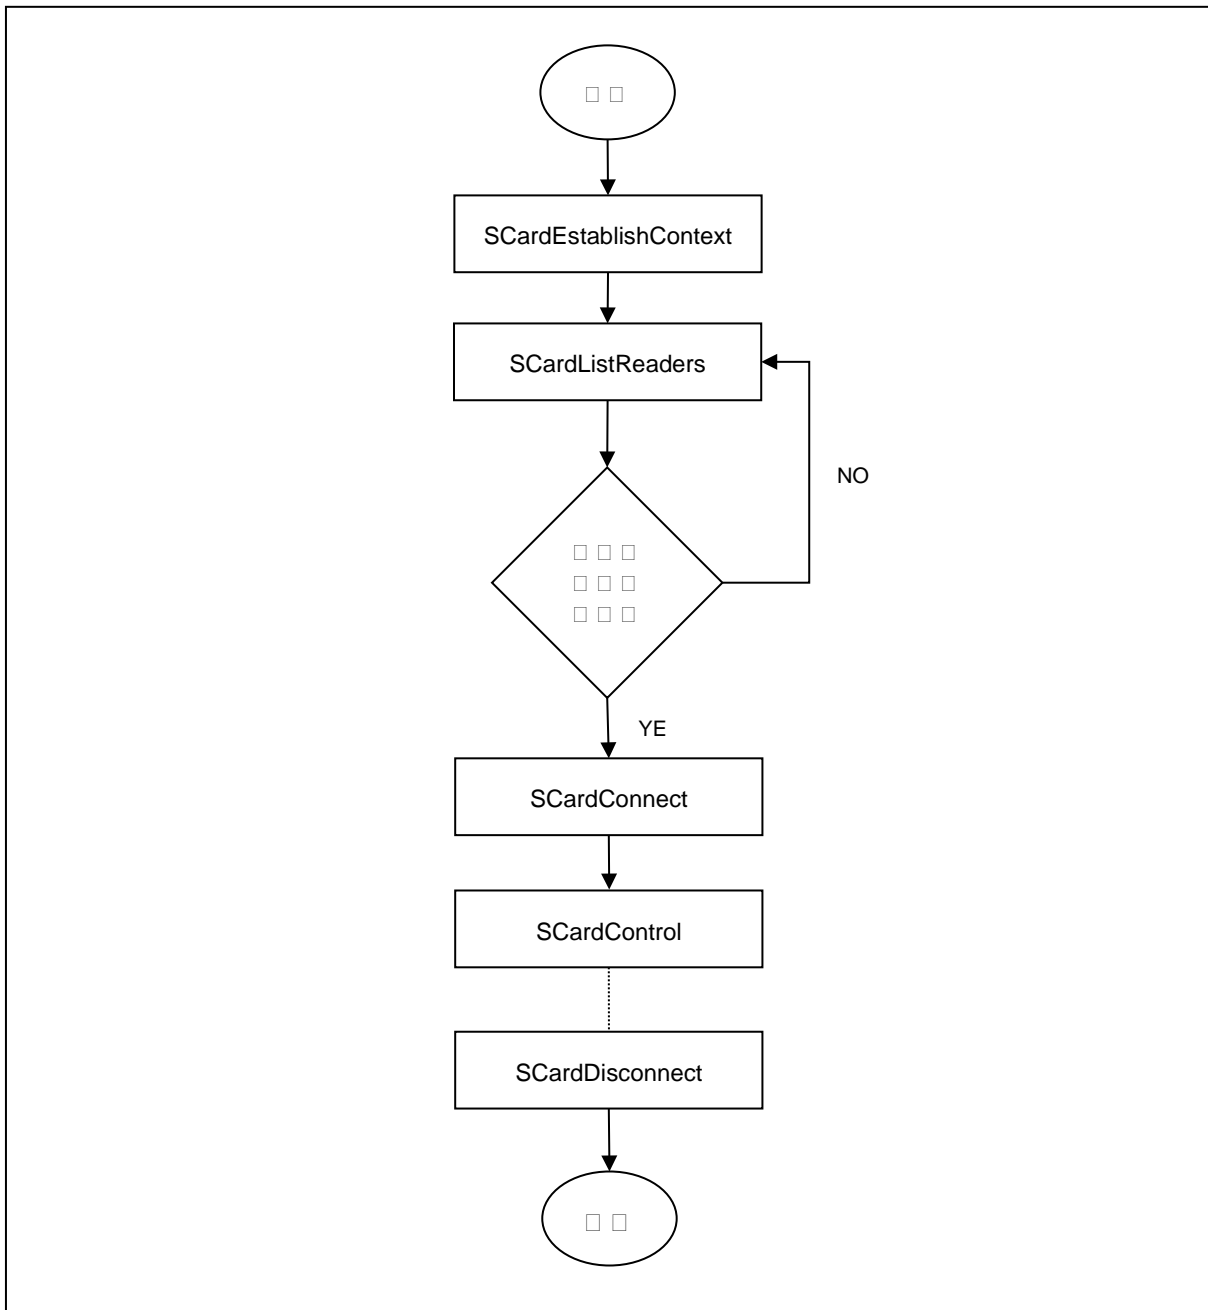 SCardEstablishContext
SCardListReaders
NO
YE
SCardConnect
SCardControl
SCardDisconnect